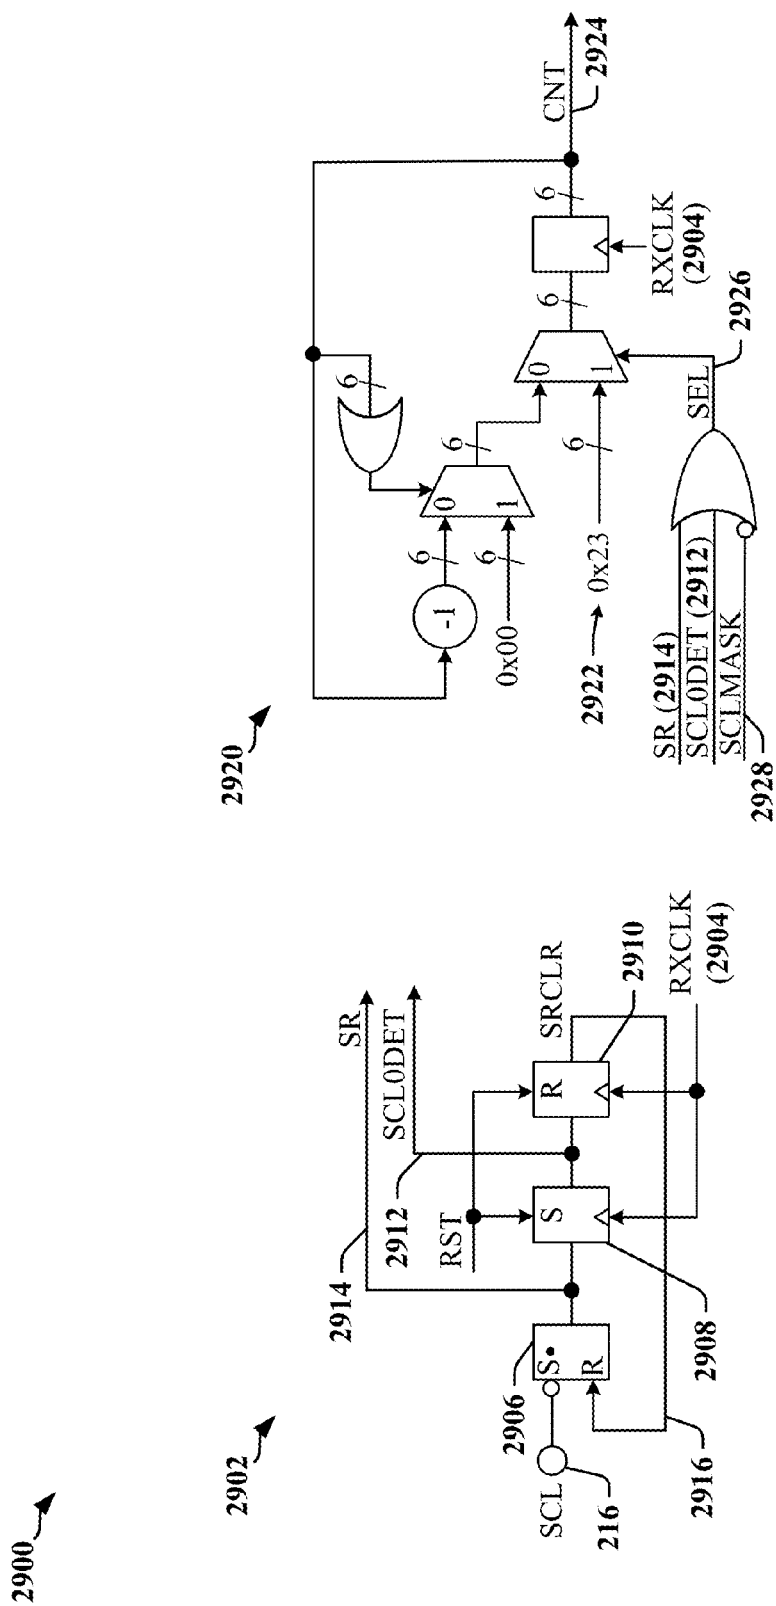 2900
2902
SCL
216
2906
S•
R
2914
SR
2912
SCL0DET
RST
S
2908
R
SRCLR
2910
RXCLK
(2904)
2916
2920
-1
6
0x00
6
0
1
6
6
2922
0x23
6
0
1
6
RXCLK
(2904)
6
CNT
2924
SR (2914)
SCL0DET (2912)
SCLMASK
2928
SEL
2926